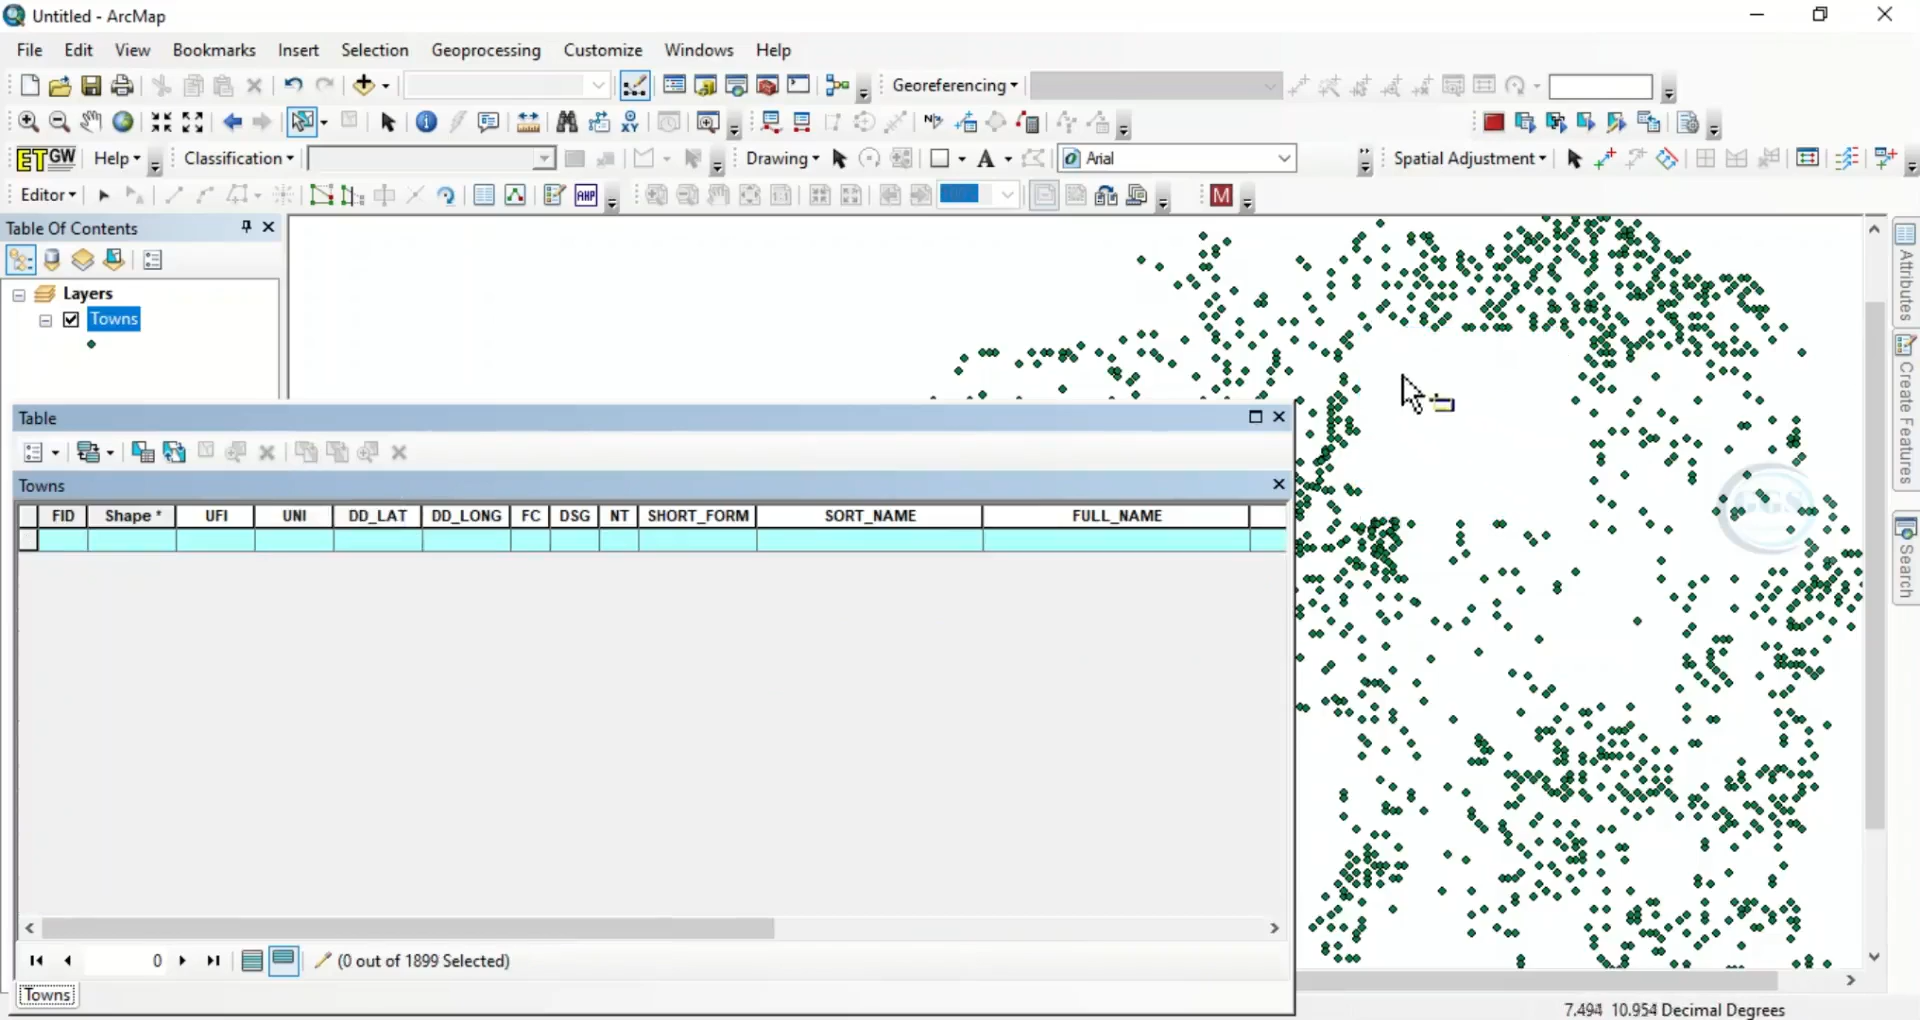 Untitled - ArcMap
File Edit View Bookmarks Insert Selection Geoprocessing Customize Windows Help
Georeferencing
XY
ET GW Help Classification Drawing A Arial Spatial Adjustment
Editor AHP M
Table Of Contents
Layers
Towns
Table
Towns
FID Shape * UFI UNI DD_LAT DD_LONG FC DSG NT SHORT_FORM SORT_NAME FULL_NAME
0 (0 out of 1899 Selected)
Towns
7.494 10.954 Decimal Degrees
Attributes
Create Features
Search